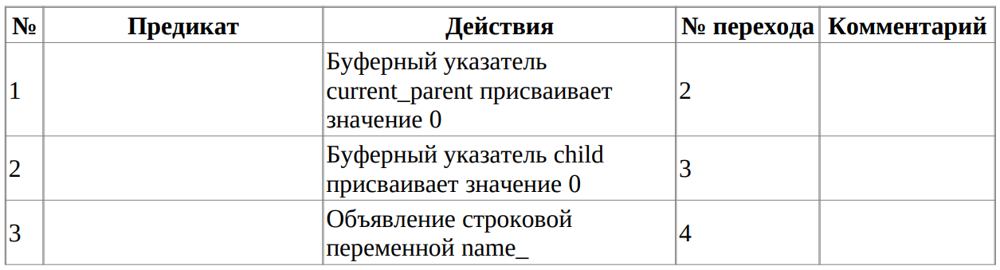 № Предикат Действия № перехода Комментарий
1 Буферный указатель current_parent присваивает значение 0 2
2 Буферный указатель child присваивает значение 0 3
3 Объявление строковой переменной name_ 4